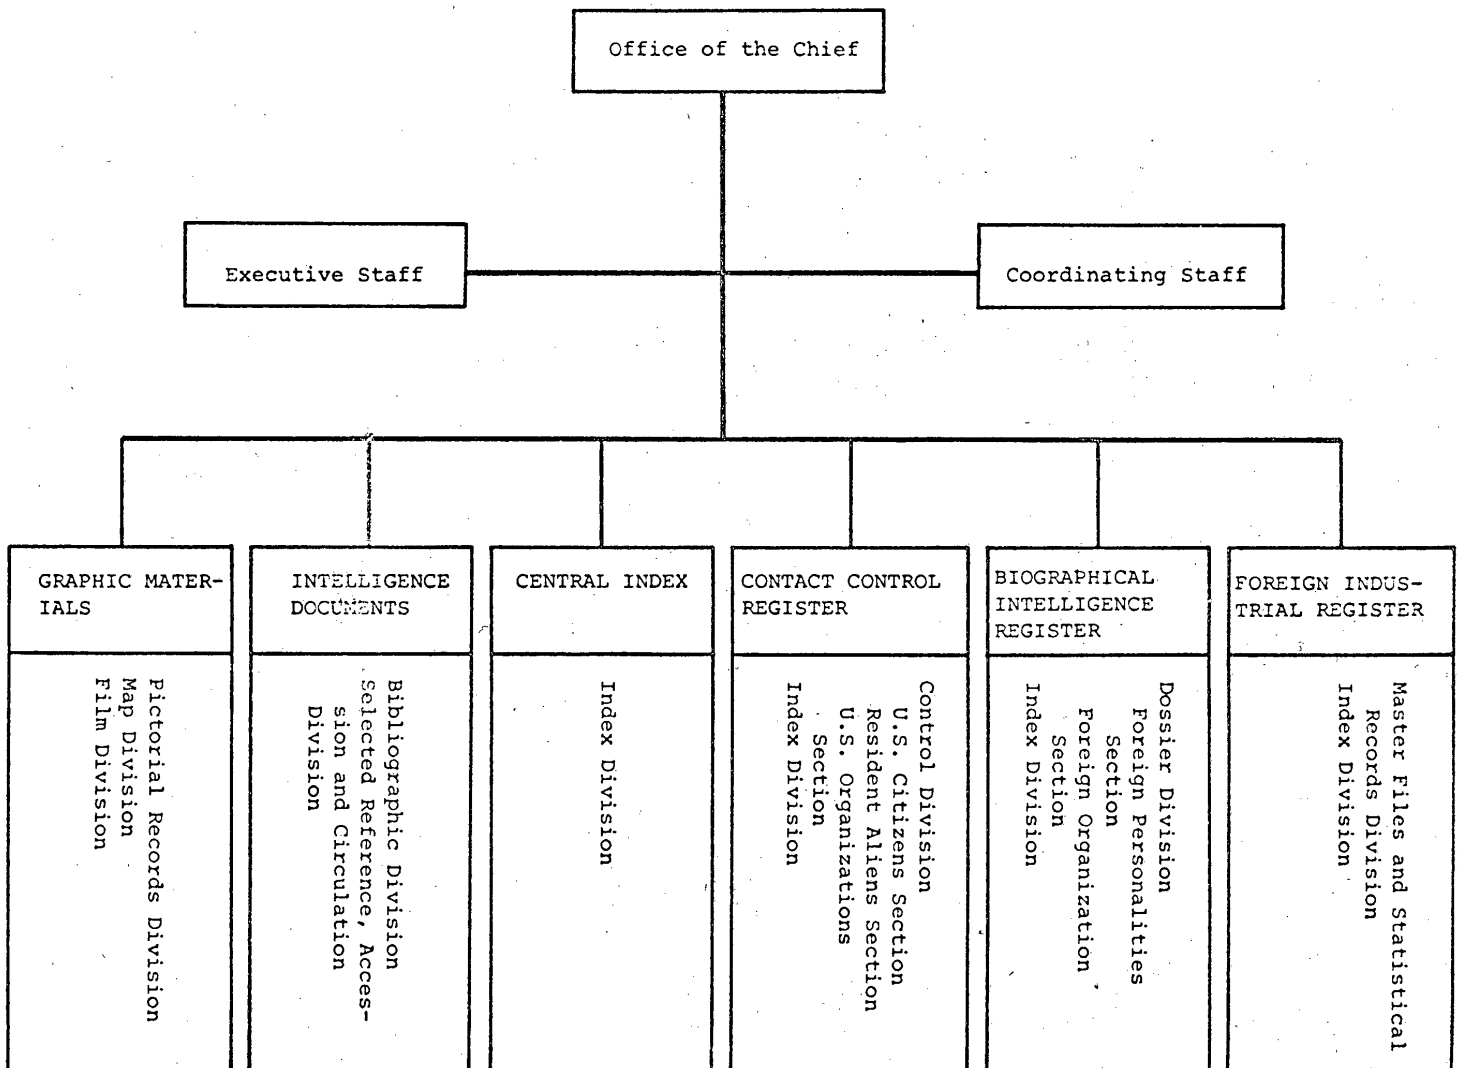 Office of the Chief
Executive Staff
Coordinating Staff
GRAPHIC MATER-
IALS
Pictorial Records Division
Map Division
Film Division
INTELLIGENCE
DOCUMENTS
Bibliographic Division
Selected Reference, Acces-
sion and Circulation
Division
CENTRAL INDEX
Index Division
CONTACT CONTROL
REGISTER
Control Division
U.S. Citizens Section
Resident Aliens Section
U.S. Organizations
Section
Index Division
BIOGRAPHICAL
INTELLIGENCE
REGISTER
Dossier Division
Foreign Personalities
Section
Foreign Organization
Section
Index Division
FOREIGN INDUS-
TRIAL REGISTER
Master Files and Statistical
Records Division
Index Division